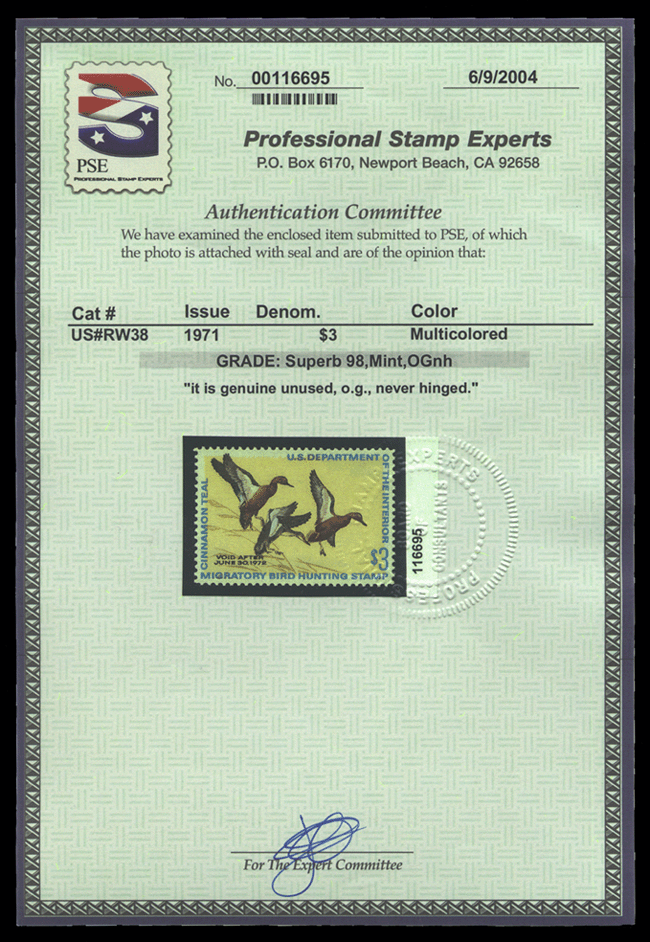 PSE
PROFESSIONAL STAMP EXPERTS
No. 00116695 6/9/2004
Professional Stamp Experts
P.O. Box 6170, Newport Beach, CA 92658
Authentication Committee
We have examined the enclosed item submitted to PSE, of which
the photo is attached with seal and are of the opinion that:
Cat # Issue Denom. Color
US#RW38 1971 $3 Multicolored
GRADE: Superb 98,Mint,OGnh
"it is genuine unused, o.g., never hinged."
U.S. DEPARTMENT
OF THE INTERIOR
CINNAMON TEAL
VOID AFTER
JUNE 30, 1972
$3
MIGRATORY BIRD HUNTING STAMP
116695
EXPERTS
CONSULTANTS
For The Expert Committee